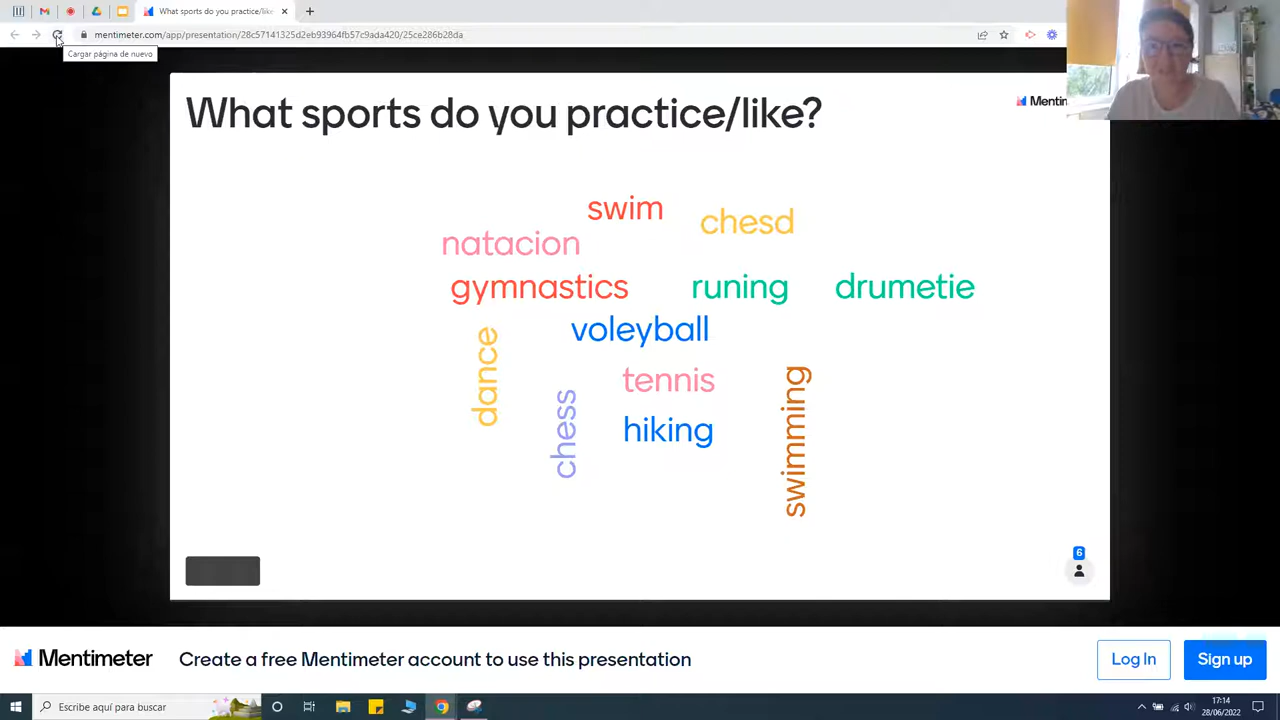 What sports do you practice/like
mentimeter.com/app/presentation/28c57141325d2eb93964fb57c9ada420/25ce286b28da
Cargar página de nuevo
What sports do you practice/like?
Mentin
swim
chesd
natacion
gymnastics
runing
drumetie
voleyball
dance
tennis
chess
hiking
swimming
6
Mentimeter
Create a free Mentimeter account to use this presentation
Log In
Sign up
Escribe aquí para buscar
17:14
28/06/2022